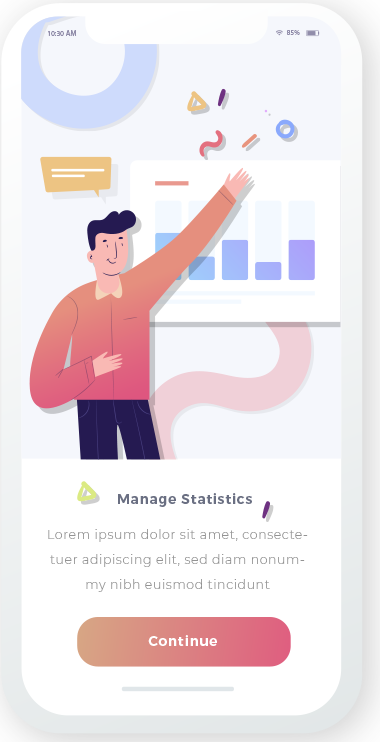 10:30 AM 85%
Manage Statistics
Lorem ipsum dolor sit amet, consecte-
tuer adipiscing elit, sed diam nonum-
my nibh euismod tincidunt
Continue